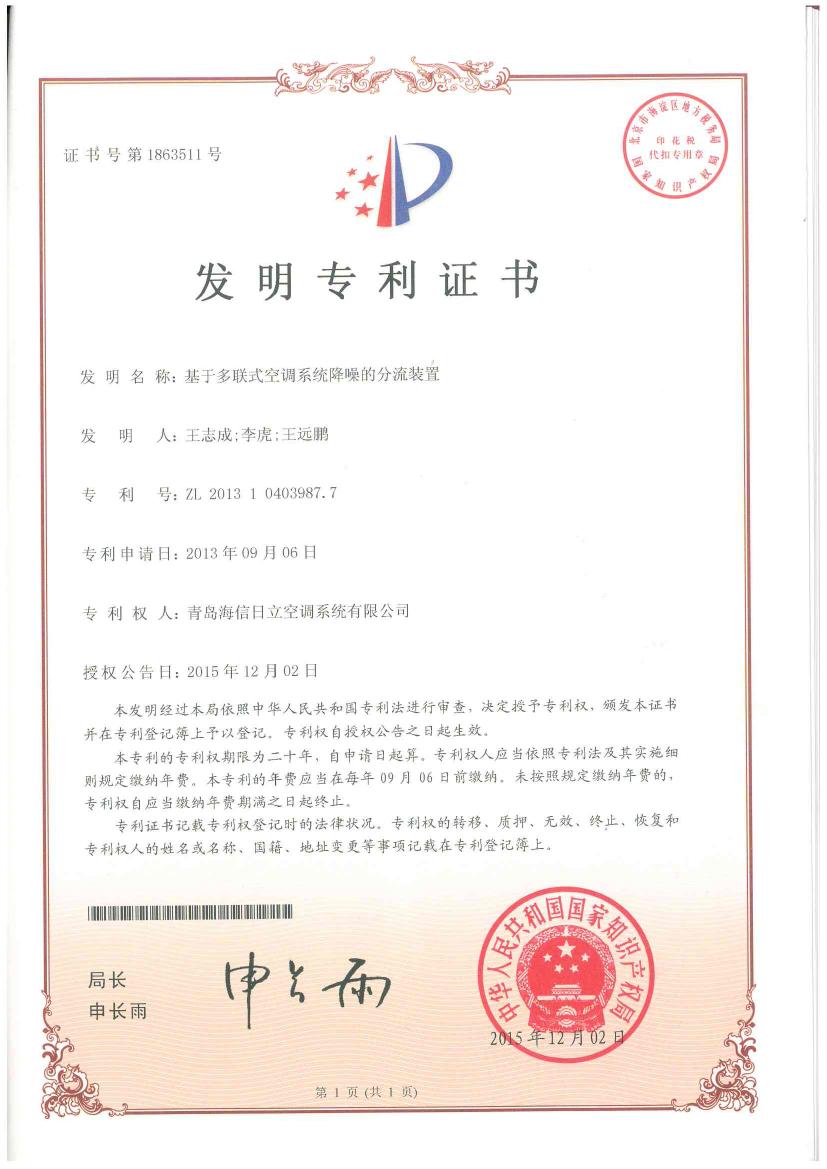 证书号第1863511号
北京市海淀区地方税务局
印花税
代扣专用章
国家知识产权局
发明专利证书
发明名称：基于多联式空调系统降噪的分流装置
发明人：王志成;李虎;王远鹏
专利号：ZL 2013 1 0403987.7
专利申请日：2013年09月06日
专利权人：青岛海信日立空调系统有限公司
授权公告日：2015年12月02日
本发明经过本局依照中华人民共和国专利法进行审查，决定授予专利权，颁发本证书
并在专利登记簿上予以登记。专利权自授权公告之日起生效。
本专利的专利权期限为二十年，自申请日起算。专利权人应当依照专利法及其实施细
则规定缴纳年费。本专利的年费应当在每年09月06日前缴纳。未按照规定缴纳年费的，
专利权自应当缴纳年费期满之日起终止。
专利证书记载专利权登记时的法律状况。专利权的转移、质押、无效、终止、恢复和
专利权人的姓名或名称、国籍、地址变更等事项记载在专利登记簿上。
局长
申长雨
申长雨
中华人民共和国国家知识产权局
2015年12月02日
第1页(共1页)